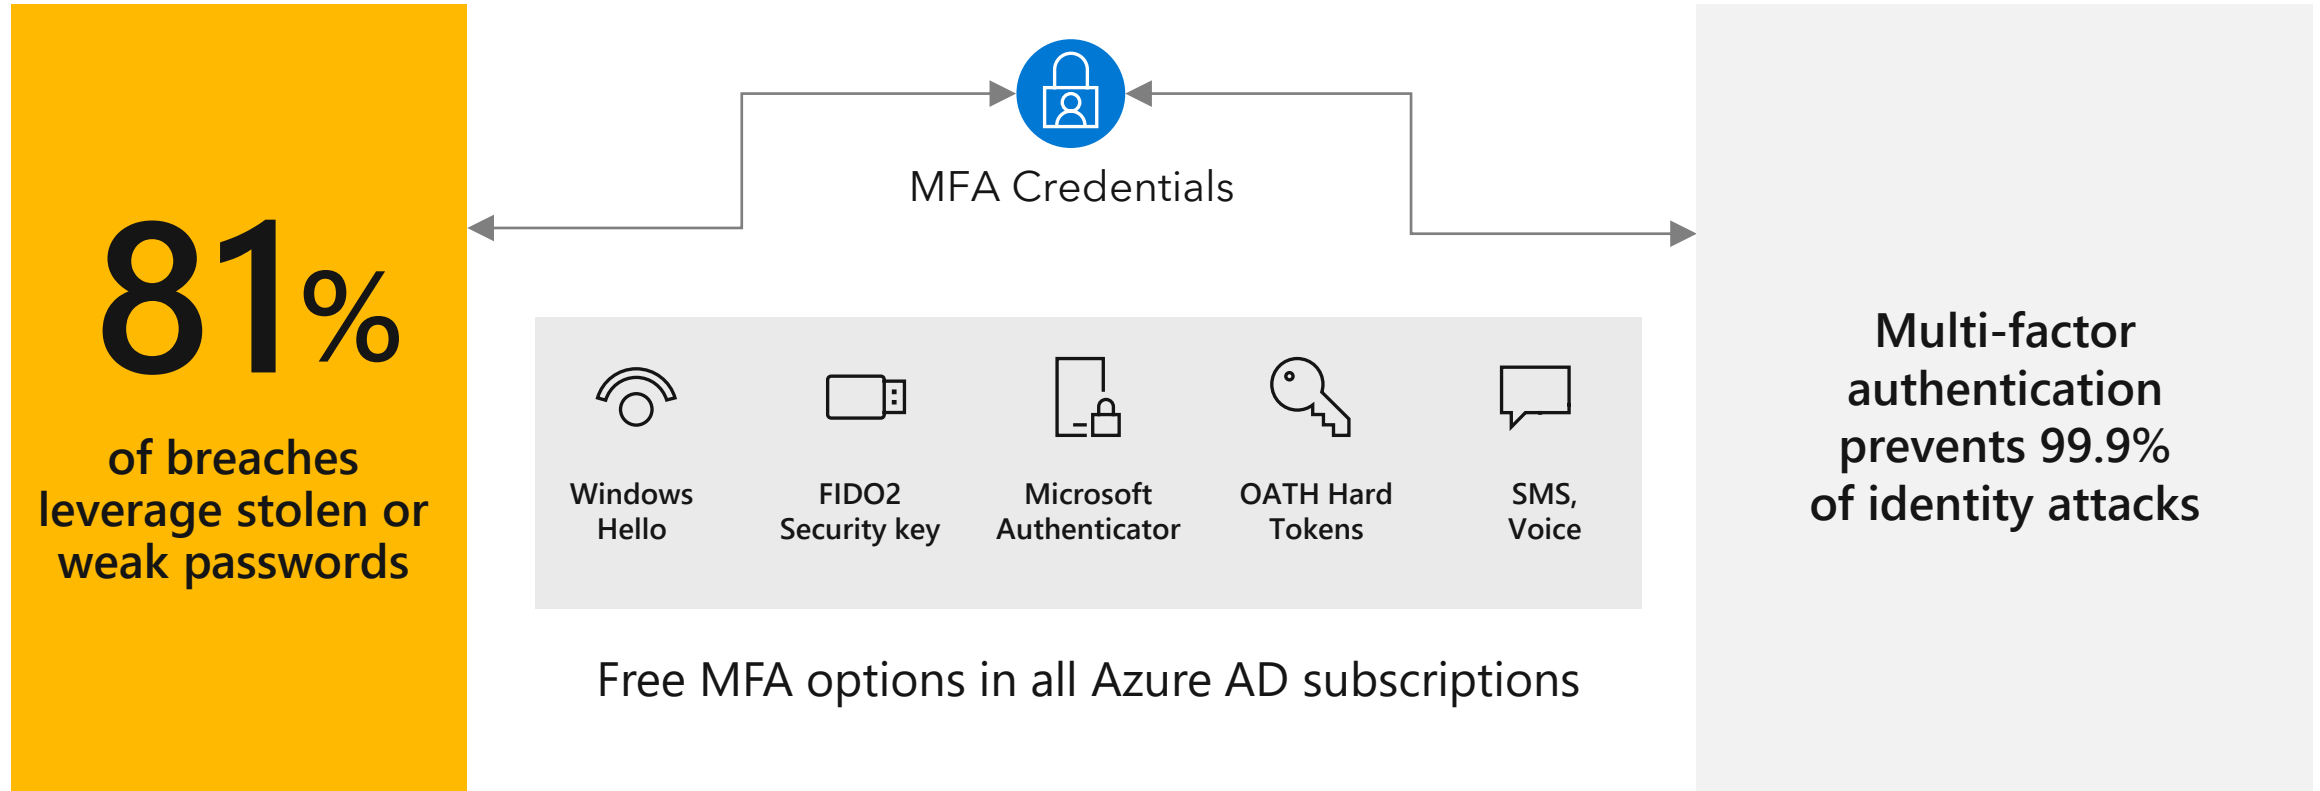 81%
of breaches
leverage stolen or
weak passwords
MFA Credentials
Windows
Hello
FIDO2
Security key
Microsoft
Authenticator
OATH Hard
Tokens
SMS,
Voice
Free MFA options in all Azure AD subscriptions
Multi-factor
authentication
prevents 99.9%
of identity attacks